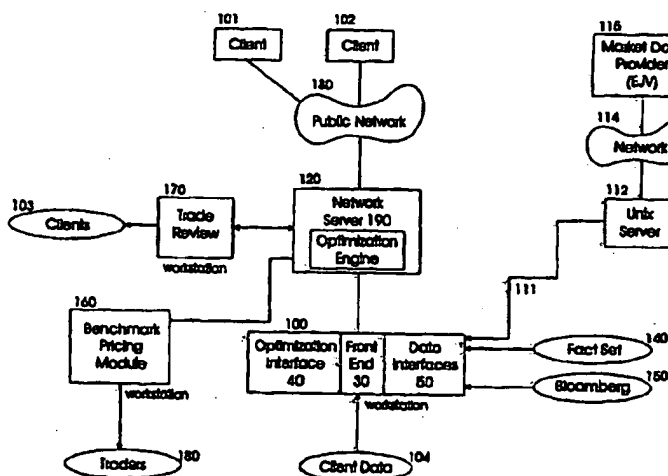 101
102
Client
Client
115
Market Da
Provider
(EJV)
130
Public Network
114
Network
120
170
103
Clients
Trade
Review
workstation
Network
Server 190
Optimization
Engine
112
Unix
Server
111
160
Benchmark
Pricing
Module
workstation
100
Optimization
Interface
40
Front
End
30
Data
Interfaces
50
workstation
140
Fact Set
150
Bloomberg
Traders
180
Client Data
104